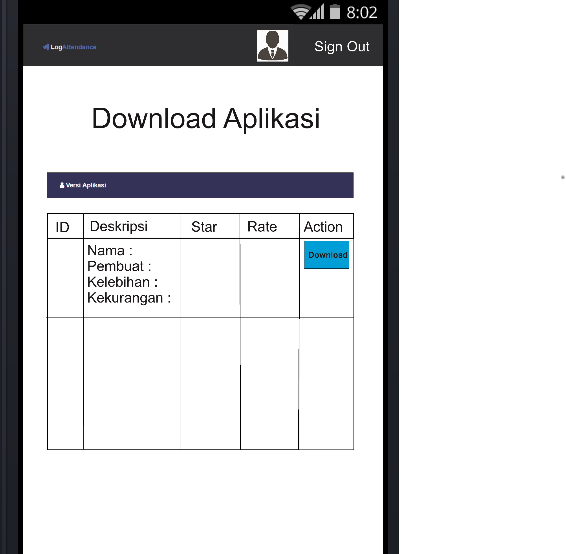 8:02
LogAttendance
Sign Out
Download Aplikasi
Versi Aplikasi
ID Deskripsi Star Rate Action
Nama : Download
Pembuat :
Kelebihan :
Kekurangan :